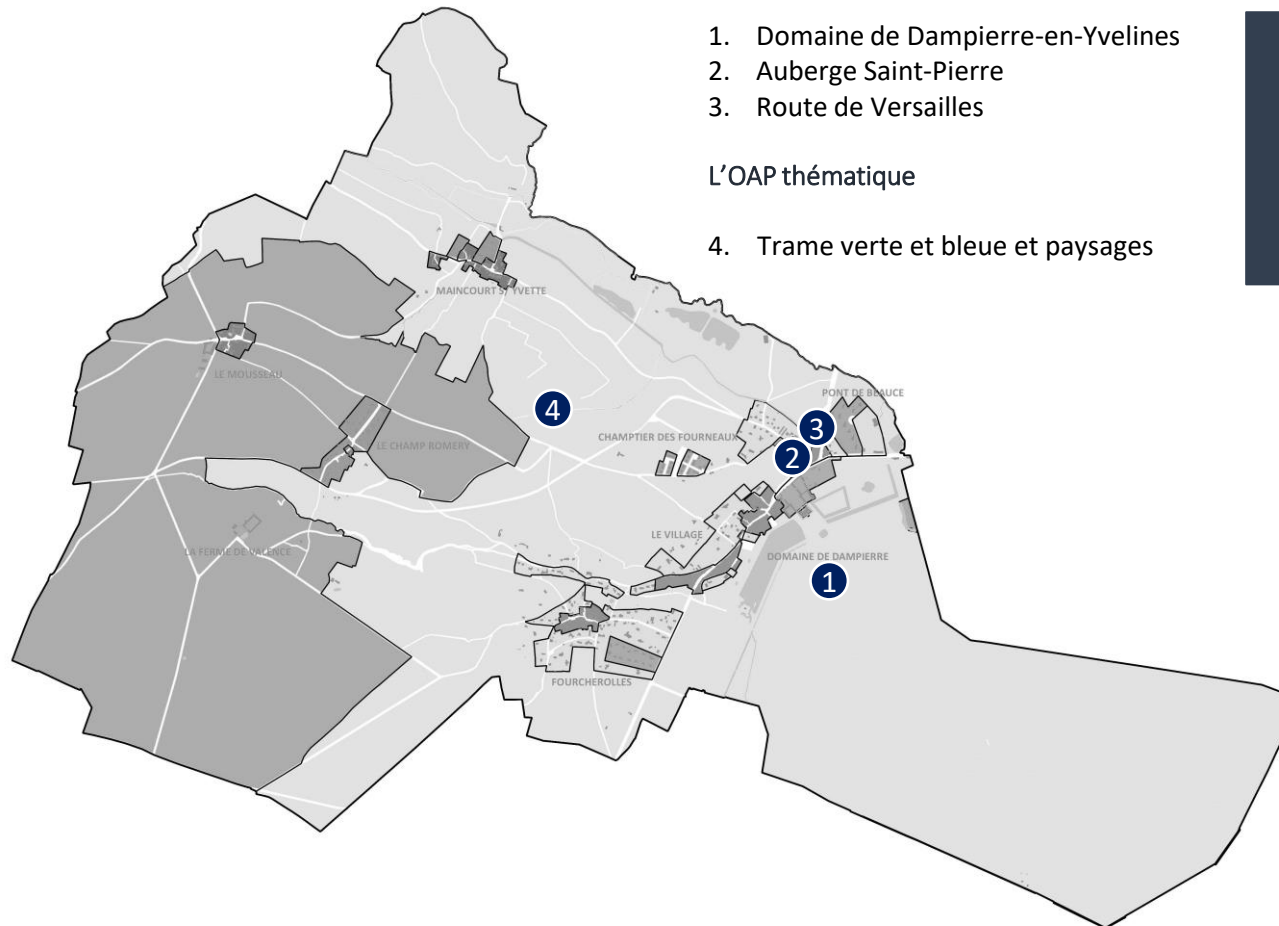 1. Domaine de Dampierre-en-Yvelines
2. Auberge Saint-Pierre
3. Route de Versailles
L'OAP thématique
4. Trame verte et bleue et paysages
MAINCOURT S/ YVETTE
LE MOUSSEAU
PONT DE BEAUCE
4
3
CHAMPTIER DES FOURNEAUX
LE CHAMP ROMERY
2
LE VILLAGE
LA FERME DE VALENCE
DOMAINE DE DAMPIERRE
1
FOURCHEROLLES